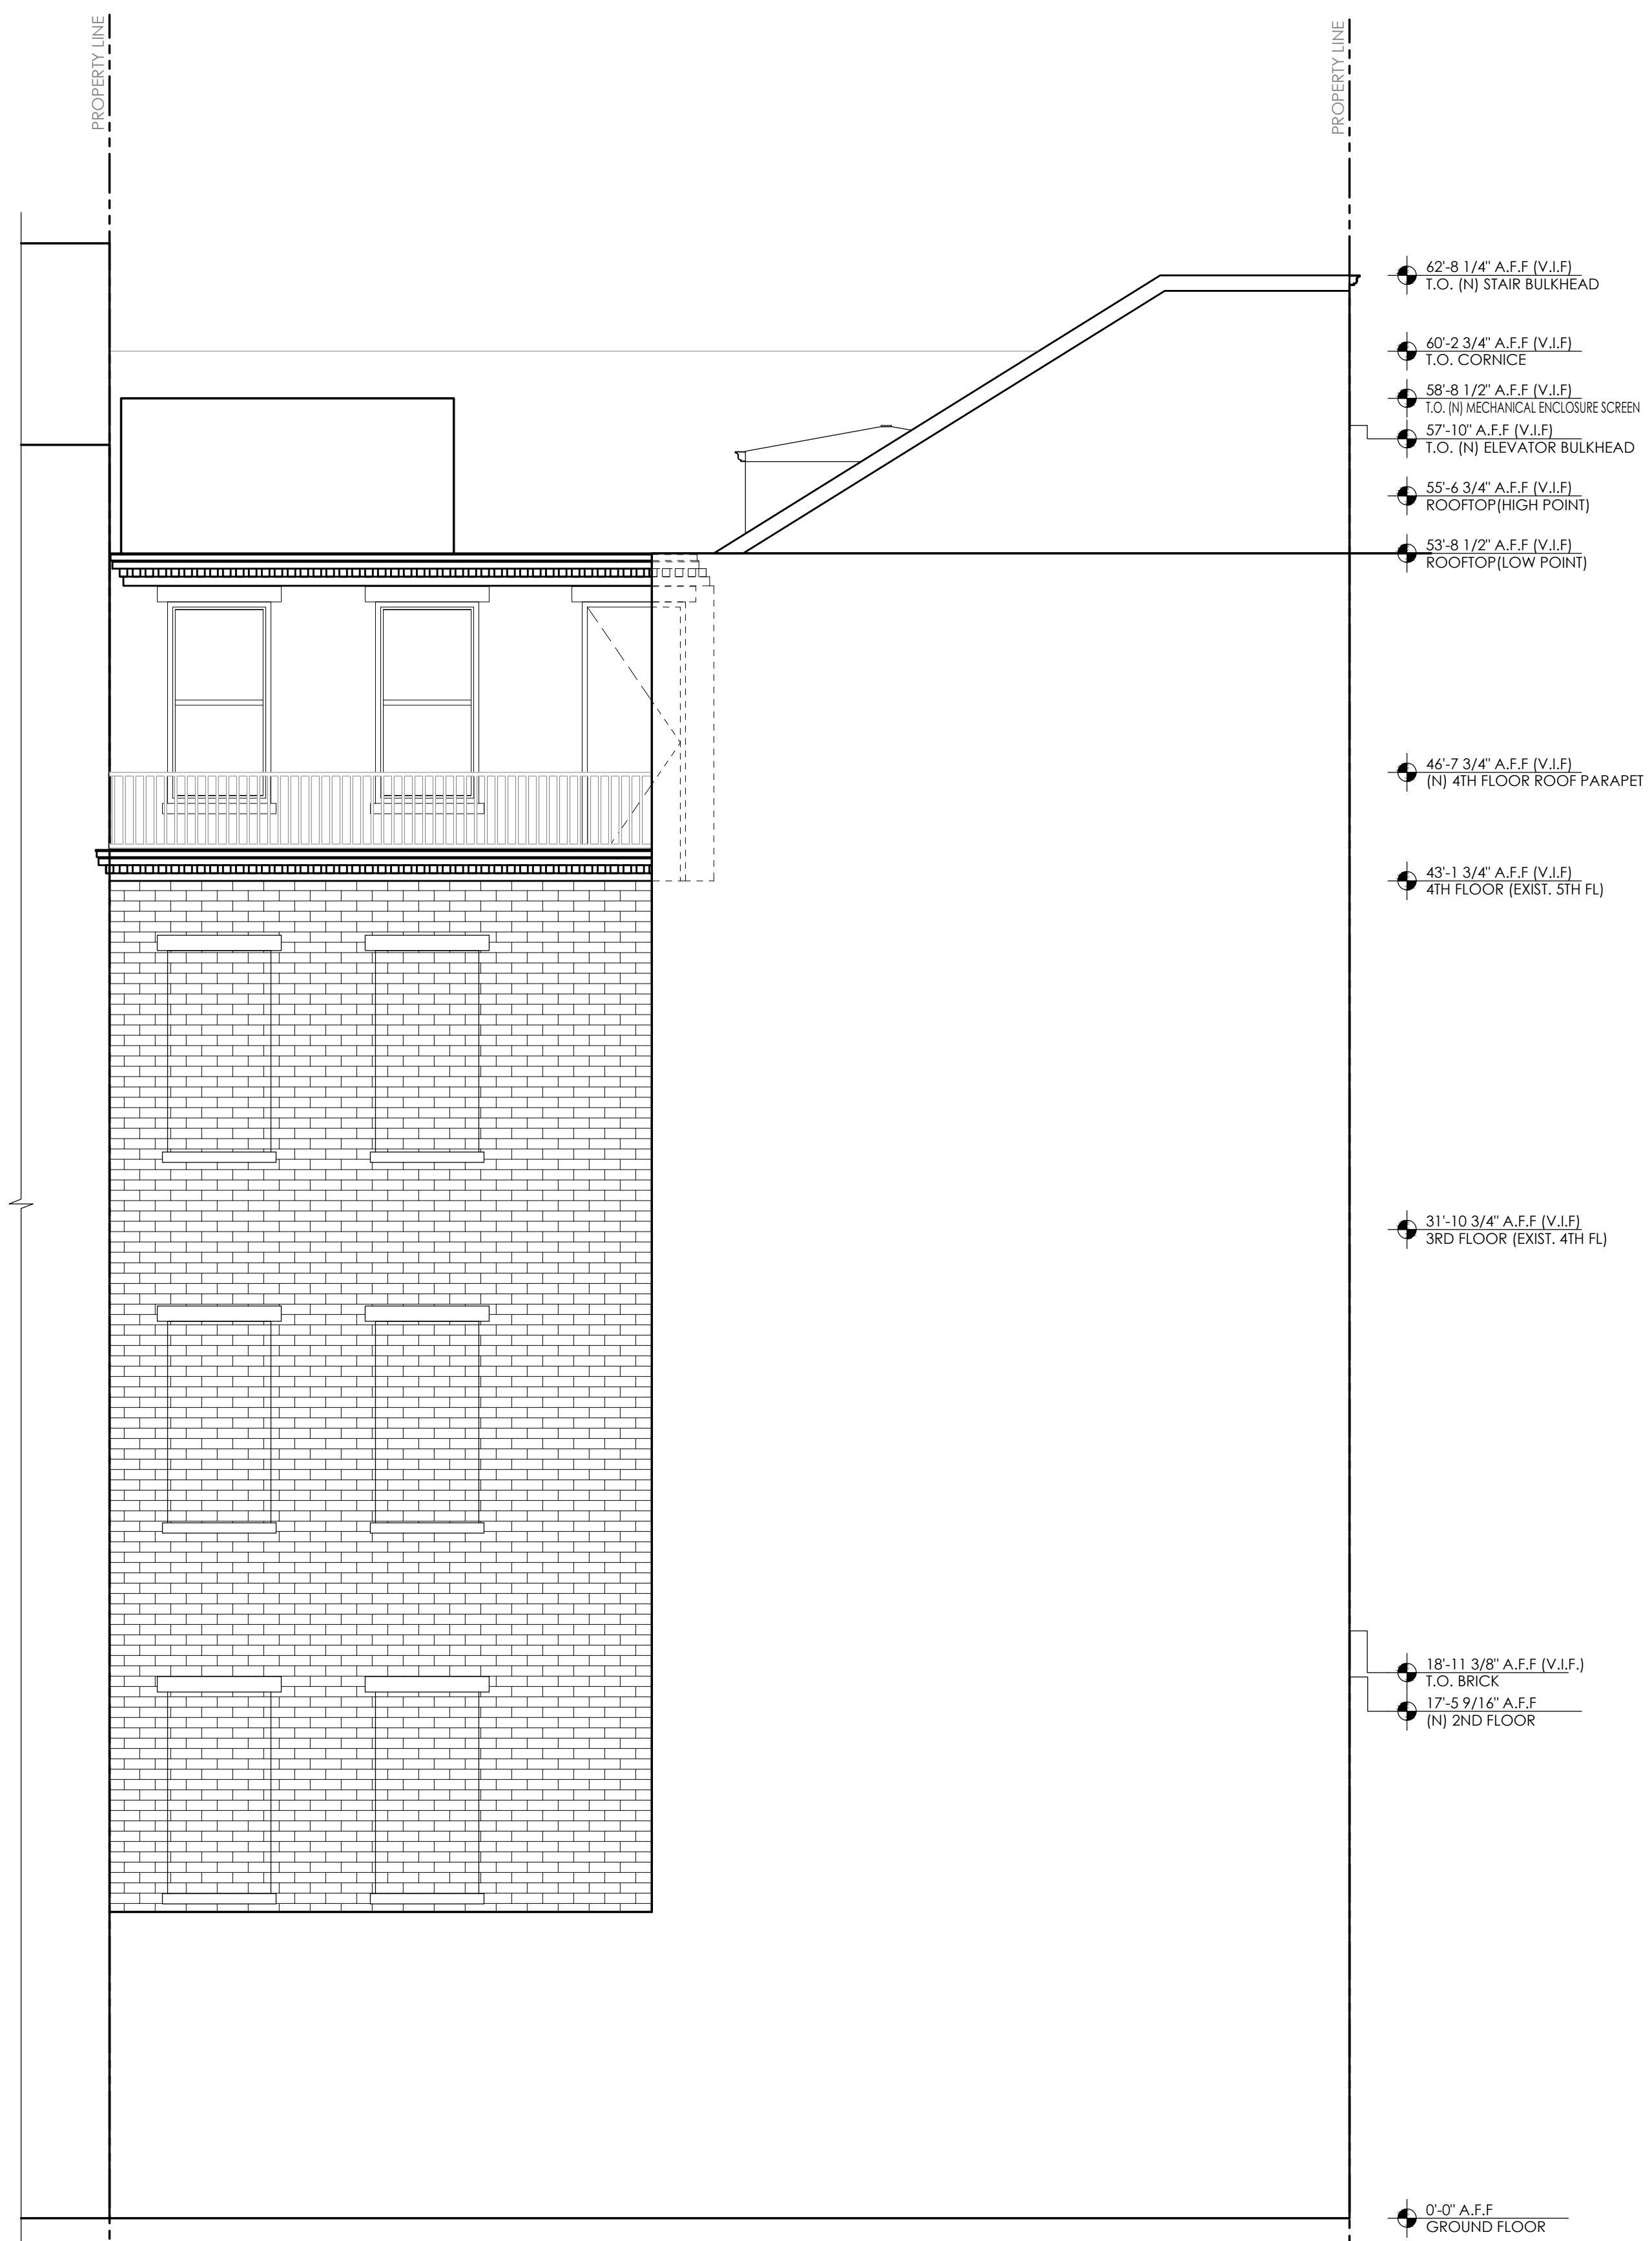 PROPERTY LINE
PROPERTY LINE
62'-8 1/4" A.F.F (V.I.F)
T.O. (N) STAIR BULKHEAD
60'-2 3/4" A.F.F (V.I.F)
T.O. CORNICE
58'-8 1/2" A.F.F (V.I.F)
T.O. (N) MECHANICAL ENCLOSURE SCREEN
57'-10" A.F.F (V.I.F)
T.O. (N) ELEVATOR BULKHEAD
55'-6 3/4" A.F.F (V.I.F)
ROOFTOP(HIGH POINT)
53'-8 1/2" A.F.F (V.I.F)
ROOFTOP(LOW POINT)
46'-7 3/4" A.F.F (V.I.F)
(N) 4TH FLOOR ROOF PARAPET
43'-1 3/4" A.F.F (V.I.F)
4TH FLOOR (EXIST. 5TH FL)
31'-10 3/4" A.F.F (V.I.F)
3RD FLOOR (EXIST. 4TH FL)
18'-11 3/8" A.F.F (V.I.F.)
T.O. BRICK
17'-5 9/16" A.F.F
(N) 2ND FLOOR
0'-0" A.F.F
GROUND FLOOR